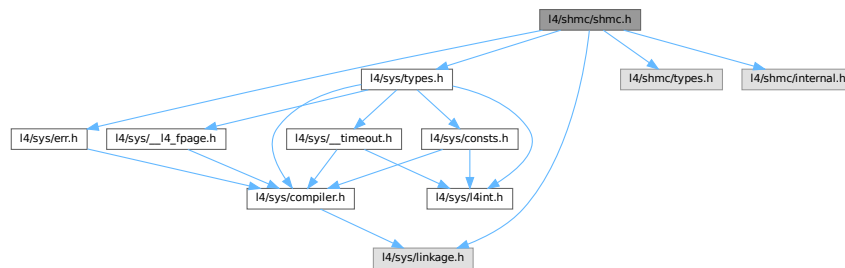 l4/shmc/shmc.h
l4/sys/types.h
l4/shmc/types.h
l4/shmc/internal.h
l4/sys/err.h
l4/sys/__l4_fpage.h
l4/sys/__timeout.h
l4/sys/consts.h
l4/sys/compiler.h
l4/sys/l4int.h
l4/sys/linkage.h